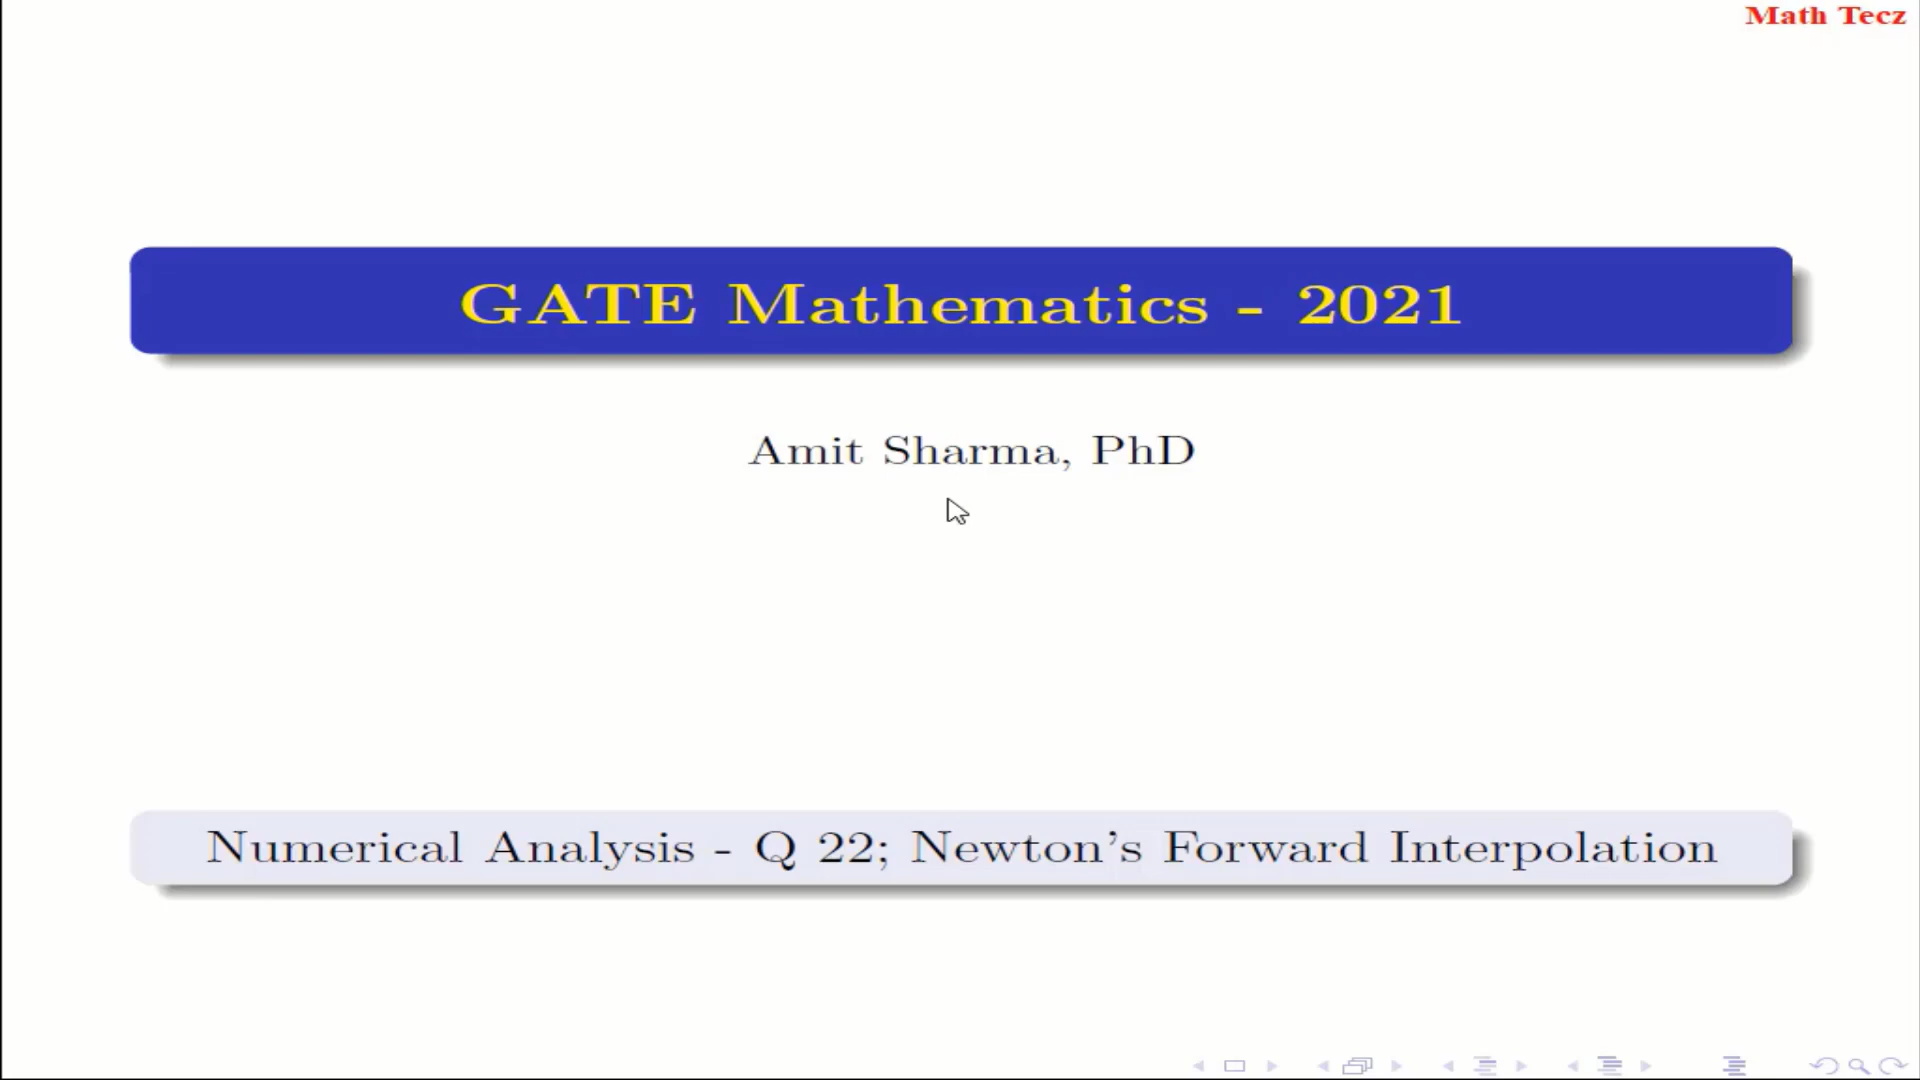 Math Tecz
GATE Mathematics - 2021
Amit Sharma, PhD
Numerical Analysis - Q 22; Newton's Forward Interpolation